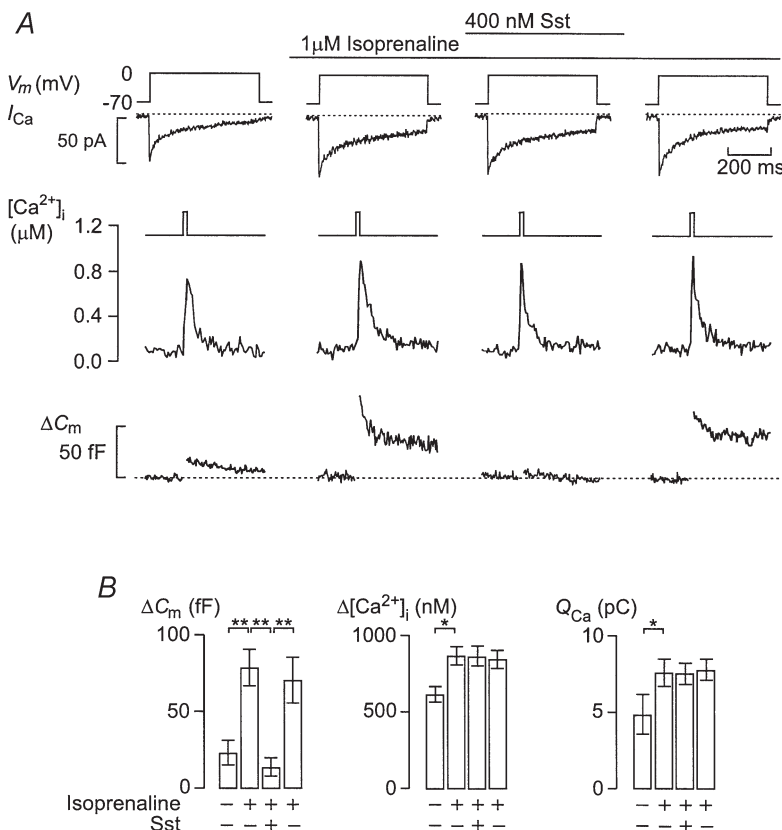 A
400 nM Sst
1µM Isoprenaline
Vm (mV)
0
-70
ICa
50 pA
200 ms
[Ca2+]i
(µM)
1.2
0.8
0.4
0.0
ΔCm
50 fF
B
ΔCm (fF)
Δ[Ca2+]i (nM)
QCa (pC)
** ** **
*
*
100
50
0
1000
500
0
10
5
0
Isoprenaline − + + + − + + + − + + +
Sst − − + − − − + − − − + −